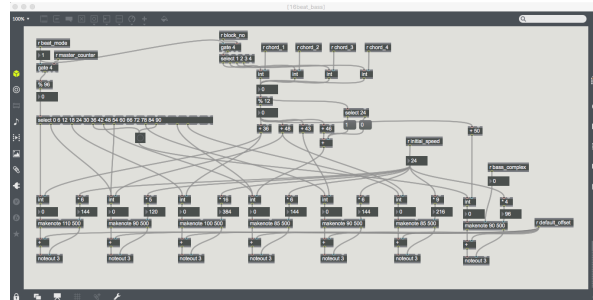 [16beat_bass]
100%
r beat_mode
1
r master_counter
gate 4
% 96
0
r block_no
gate 4
select 1 2 3 4
r chord_1
r chord_2
r chord_3
r chord_4
int
int
int
int
0
% 12
0
select 24
1
0
select 0 6 12 18 24 30 36 42 48 54 60 66 72 78 84 90
+ 36
+ 48
+ 43
+ 46
+ 50
r initial_speed
24
r bass_complex
0
int
* 6
int
* 5
int
* 16
int
* 6
int
* 6
int
* 9
int
* 4
0
144
0
120
0
384
0
144
0
144
0
216
0
96
makenote 110 500
makenote 90 500
makenote 100 500
makenote 85 500
makenote 90 500
makenote 85 500
makenote 90 500
r default_offset
+
+
+
+
+
+
+
noteout 3
noteout 3
noteout 3
noteout 3
noteout 3
noteout 3
noteout 3